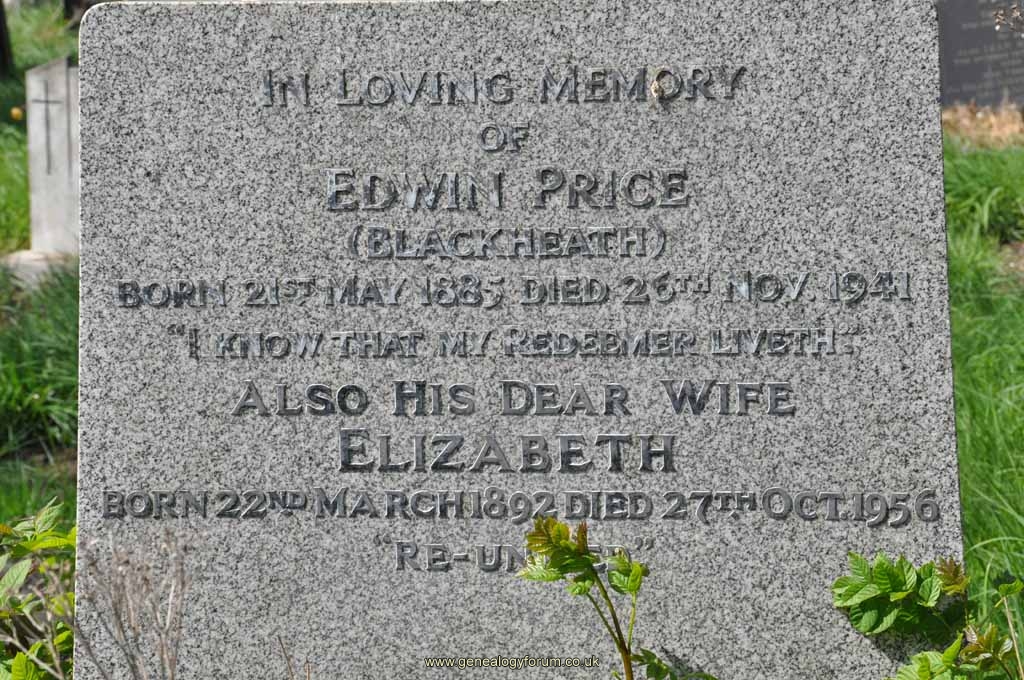 IN LOVING MEMORY
OF
EDWIN PRICE
(BLACKHEATH)
BORN 21ST MAY 1885 DIED 26TH NOV. 1941
"I KNOW THAT MY REDEEMER LIVETH."
ALSO HIS DEAR WIFE
ELIZABETH
BORN 22ND MARCH 1892 DIED 27TH OCT. 1956
www.genealogyforum.co.uk